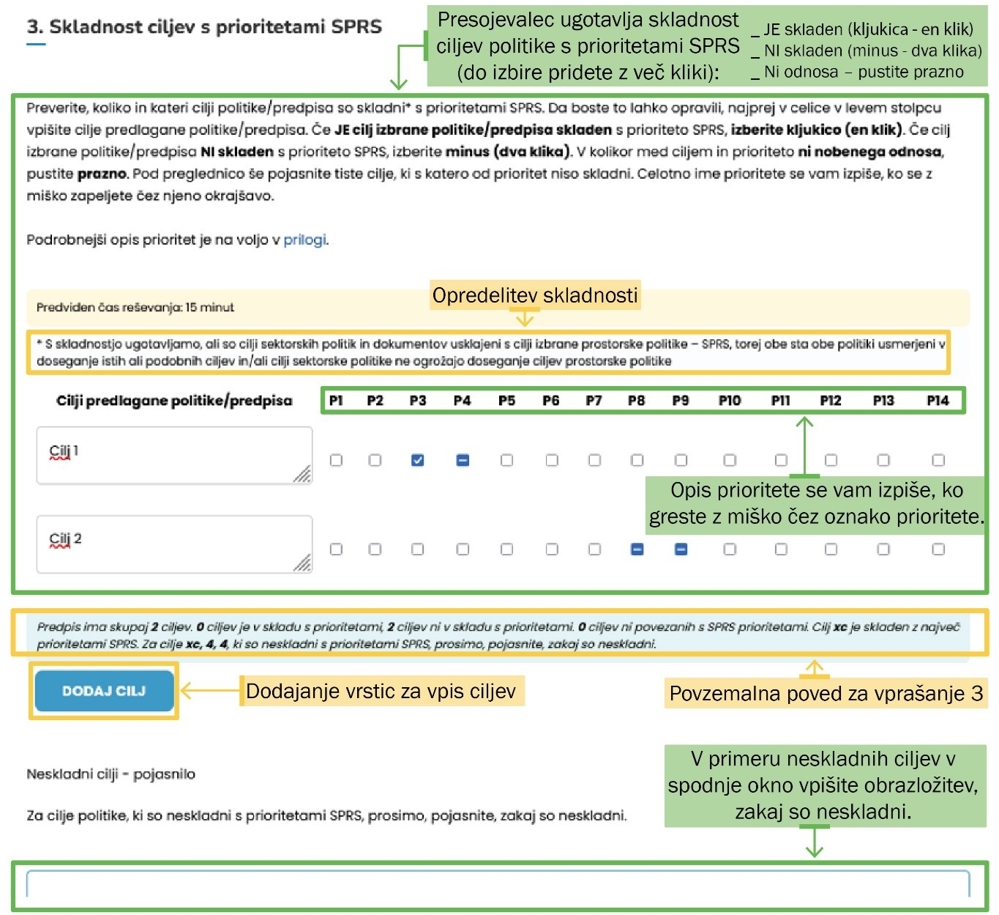 3. Skladnost ciljev s prioritetami SPRS
Presojevalec ugotavlja skladnost
ciljev politike s prioritetami SPRS
(do izbire pridete z več kliki):
_ JE skladen (kljukica - en klik)
_ NI skladen (minus - dva klika)
_ Ni odnosa – pustite prazno
Preverite, koliko in kateri cilji politike/predpisa so skladni* s prioritetami SPRS. Da boste to lahko opravili, najprej v celice v levem stolpcu
vpišite cilje predlagane politike/predpisa. Če JE cilj izbrane politike/predpisa skladen s prioriteto SPRS, izberite kljukico (en klik). Če cilj
izbrane politike/predpisa NI skladen s prioriteto SPRS, izberite minus (dva klika). V kolikor med ciljem in prioriteto ni nobenega odnosa,
pustite prazno. Pod preglednico še pojasnite tiste cilje, ki s katero od prioritet niso skladni. Celotno ime prioritete se vam izpiše, ko se z
miško zapeljete čez njeno okrajšavo.
Podrobnejši opis prioritet je na voljo v prilogi.
Opredelitev skladnosti
Predviden čas reševanja: 15 minut
* S skladnostjo ugotavljamo, ali so cilji sektorskih politik in dokumentov usklajeni s cilji izbrane prostorske politike – SPRS, torej obe sta obe politiki usmerjeni v
doseganje istih ali podobnih ciljev in/ali cilji sektorske politike ne ogrožajo doseganje ciljev prostorske politike
Cilji predlagane politike/predpisa P1 P2 P3 P4 P5 P6 P7 P8 P9 P10 P11 P12 P13 P14
Cilj 1
Opis prioritete se vam izpiše, ko
greste z miško čez oznako prioritete.
Cilj 2
Predpis ima skupaj 2 ciljev. 0 ciljev je v skladu s prioritetami, 2 ciljev ni v skladu s prioritetami. 0 ciljev ni povezanih s SPRS prioritetami. Cilj xc je skladen z največ
prioritetami SPRS. Za cilje xc, 4, 4, ki so neskladni s prioritetami SPRS, prosimo, pojasnite, zakaj so neskladni.
DODAJ CILJ
Dodajanje vrstic za vpis ciljev
Povzemalna poved za vprašanje 3
V primeru neskladnih ciljev v
spodnje okno vpišite obrazložitev,
zakaj so neskladni.
Neskladni cilji - pojasnilo
Za cilje politike, ki so neskladni s prioritetami SPRS, prosimo, pojasnite, zakaj so neskladni.